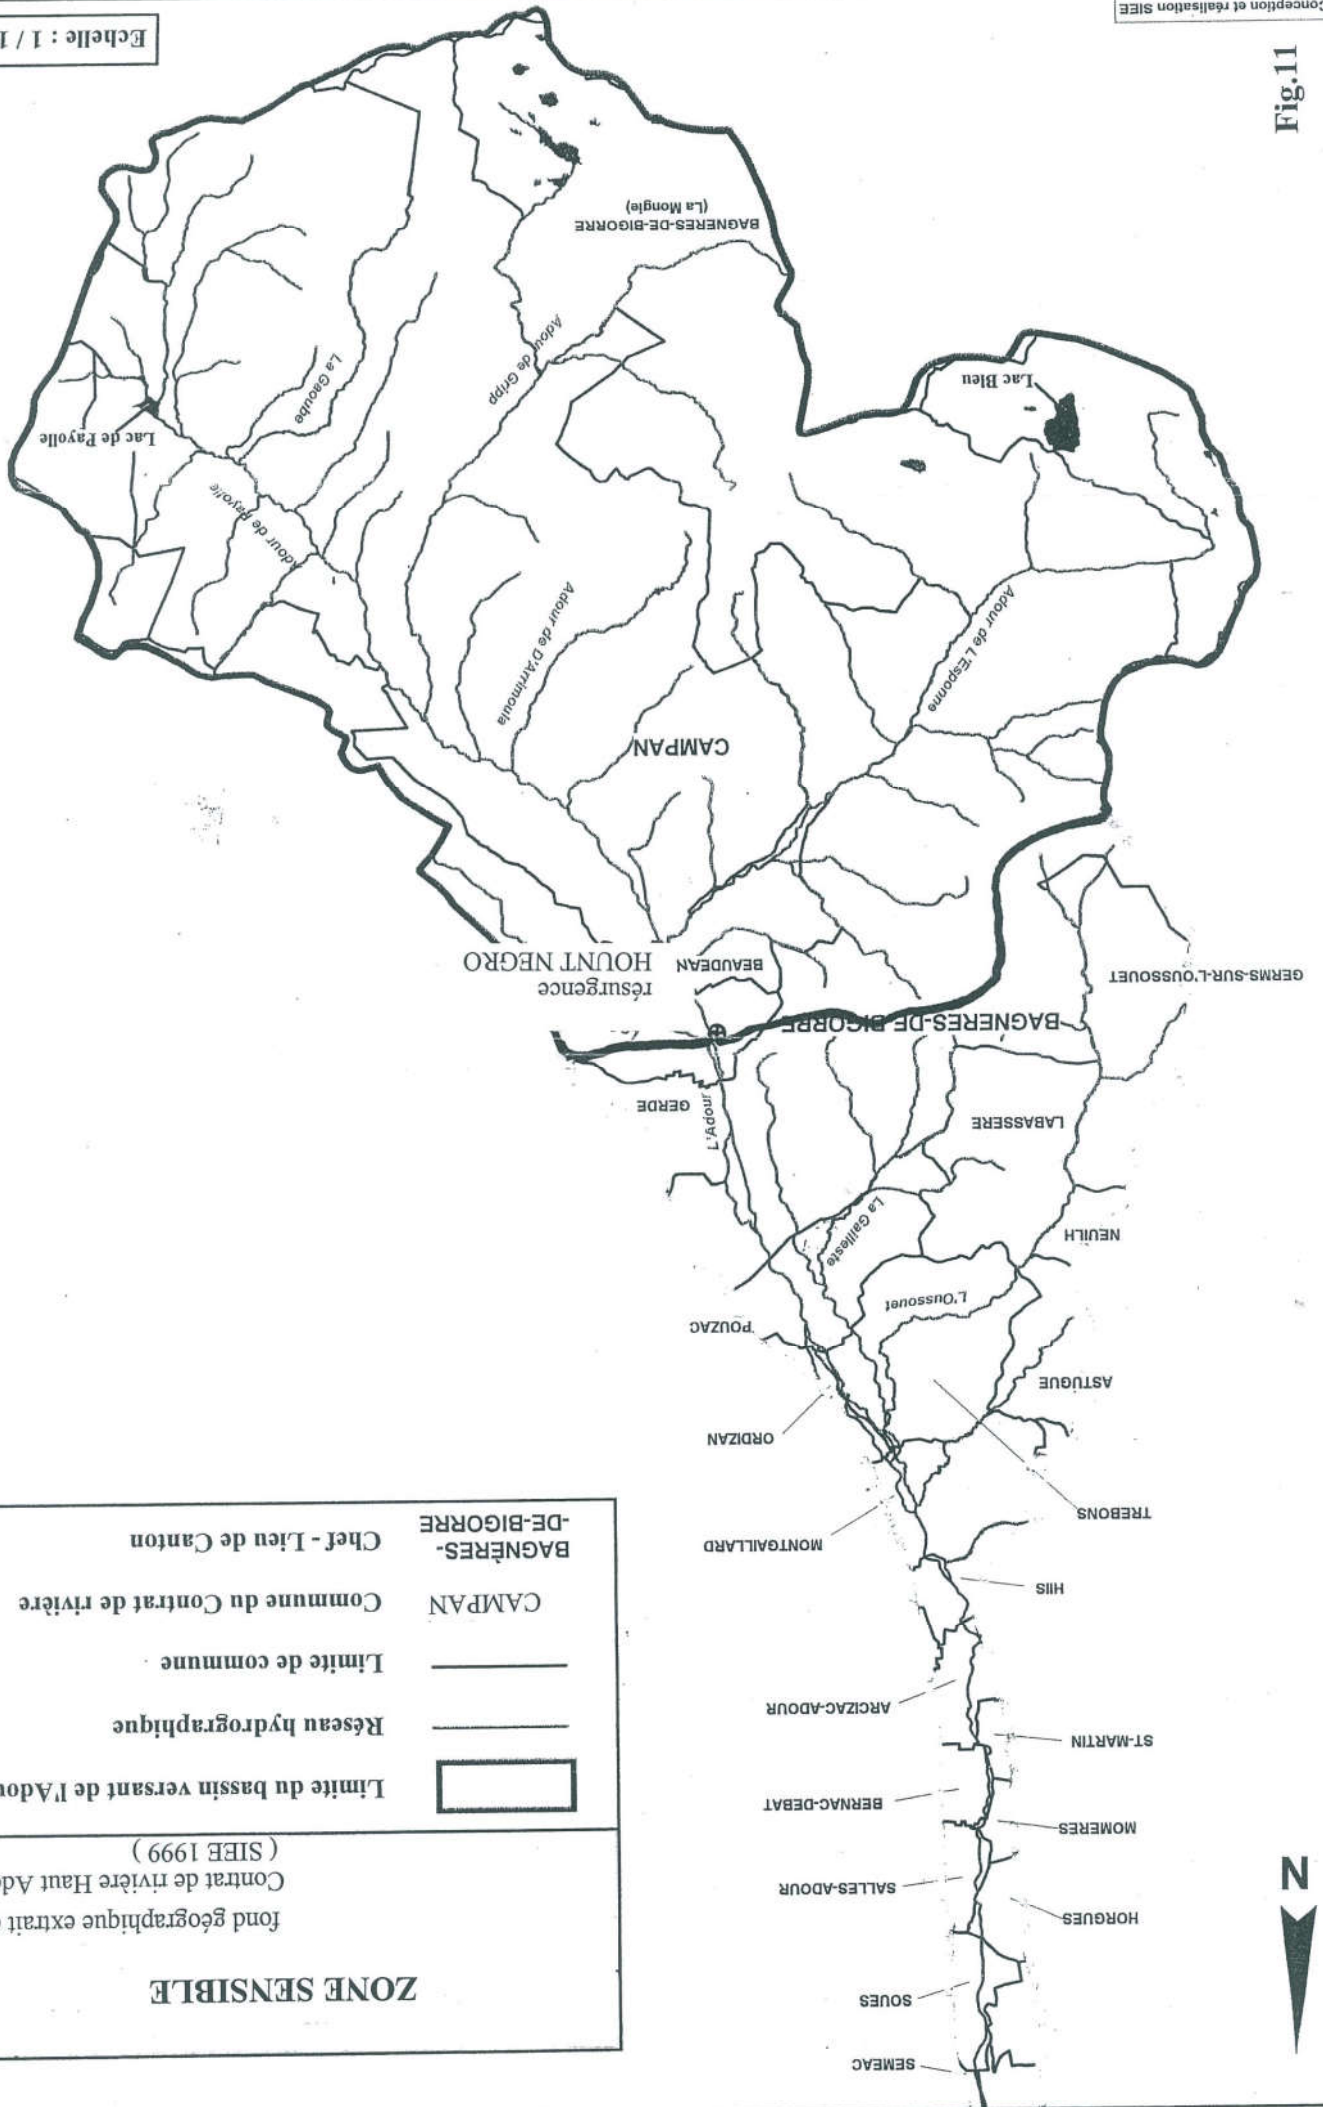 ZONE SENSIBLE
fond géographique extrait
Contrat de rivière Haut
( SIEE 1999 )
Limite du bassin versant de l'Adou
Réseau hydrographique
Limite de commune
CAMPAN
Commune du Contrat de rivière
BAGNÈRES-
-DE-BIGORRE
Chef - Lieu de Canton
N
SEMEAC
SOUES
HORGUES
SALLES-ADOUR
MOMERES
BERNAC-DEBAT
ST-MARTIN
ARCIZAC-ADOUR
HIIS
MONTGAILLARD
TREBONS
ORDIZAN
ASTUGUE
POUZAC
L'Oussouet
NEUILH
La Gailleste
LABASSERE
L'Adour
GERDE
BAGNERES-DE-BIGORRE
GERMS-SUR-L'OUSSOUET
résurgence
HOUNT NEGRO
BEAUDEAN
CAMPAN
Adour de L'Esponne
Adour de D'Arrimoula
Adour de Payolle
Lac de Payolle
La Gaoube
Adour de Gripp
Lac Bleu
BAGNERES-DE-BIGORRE
(La Mongie)
Fig.11
Echelle : 1 / 1
Conception et réalisation SIEE